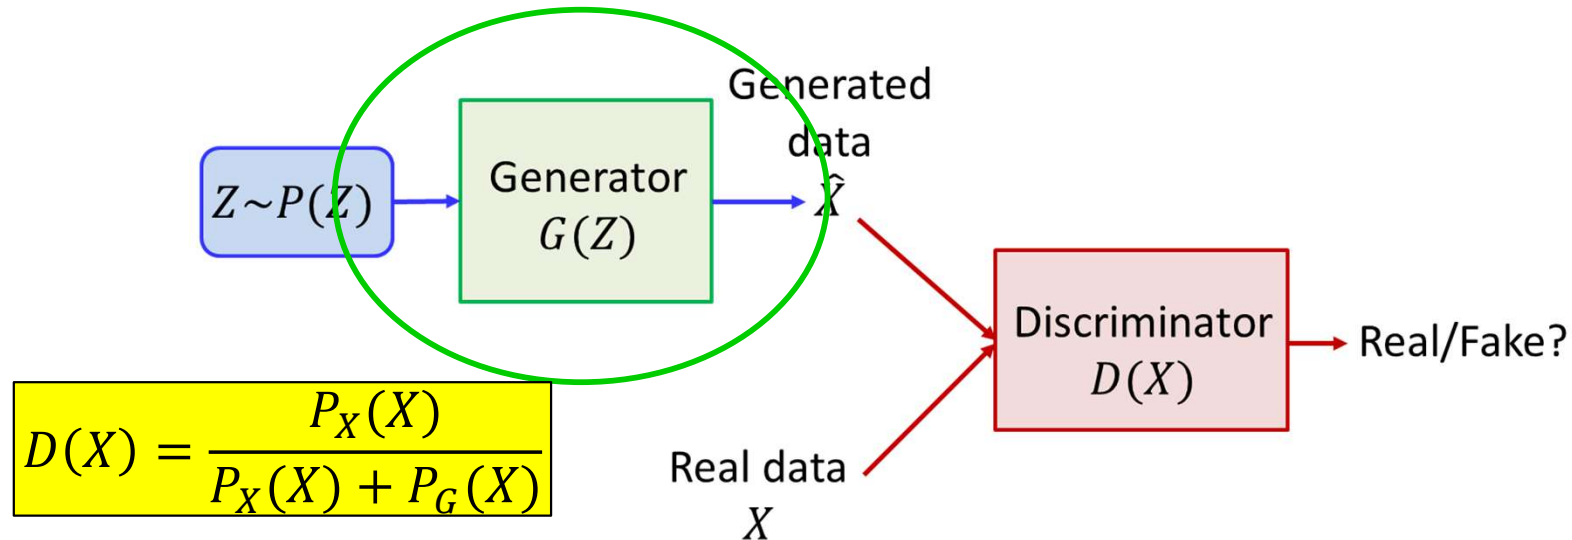 Generated
data
X̂
Z~P(Z)
Generator
G(Z)
Discriminator
D(X)
Real/Fake?
D(X) = P_X(X) / (P_X(X) + P_G(X))
Real data
X